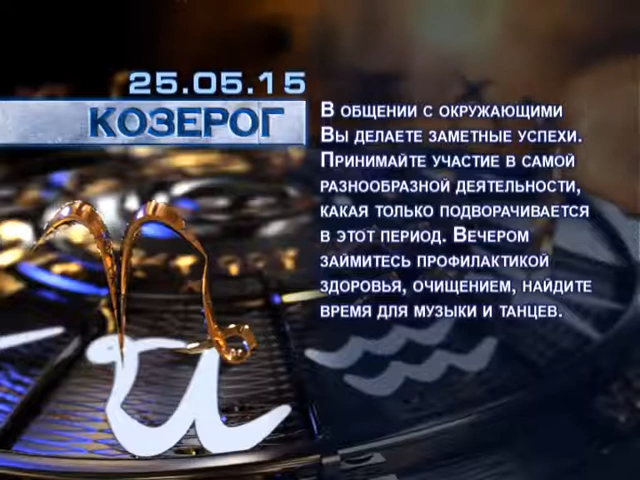 25.05.15
КОЗЕРОГ
В ОБЩЕНИИ С ОКРУЖАЮЩИМИ
ВЫ ДЕЛАЕТЕ ЗАМЕТНЫЕ УСПЕХИ.
ПРИНИМАЙТЕ УЧАСТИЕ В САМОЙ
РАЗНООБРАЗНОЙ ДЕЯТЕЛЬНОСТИ,
КАКАЯ ТОЛЬКО ПОДВОРАЧИВАЕТСЯ
В ЭТОТ ПЕРИОД. ВЕЧЕРОМ
ЗАЙМИТЕСЬ ПРОФИЛАКТИКОЙ
ЗДОРОВЬЯ, ОЧИЩЕНИЕМ, НАЙДИТЕ
ВРЕМЯ ДЛЯ МУЗЫКИ И ТАНЦЕВ.